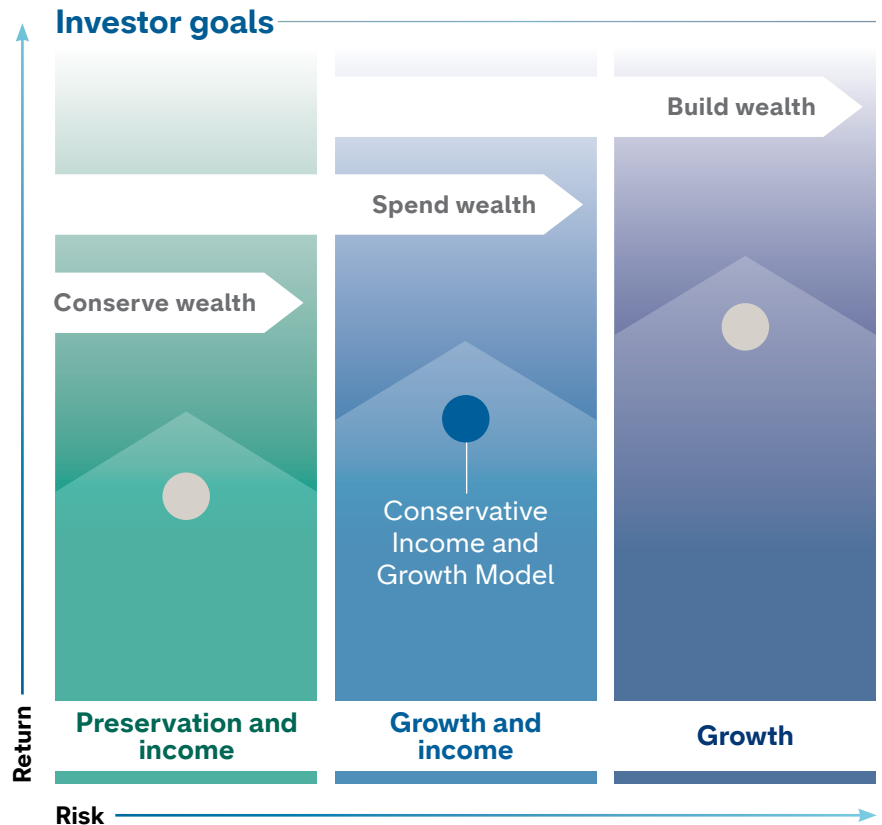 Investor goals
Build wealth
Spend wealth
Conserve wealth
Conservative
Income and
Growth Model
Return
Preservation and
income
Growth and
income
Growth
Risk